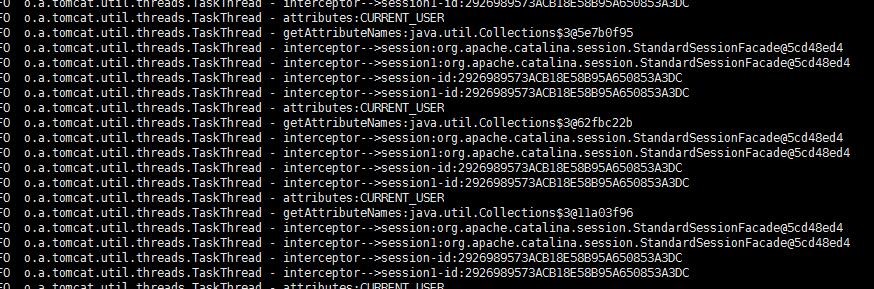 FO  o.a.tomcat.util.threads.TaskThread - interceptor-->session1-id:2926989573ACB18E58B95A650853A3DC
FO  o.a.tomcat.util.threads.TaskThread - attributes:CURRENT_USER
FO  o.a.tomcat.util.threads.TaskThread - getAttributeNames:java.util.Collections$3@5e7b0f95
FO  o.a.tomcat.util.threads.TaskThread - interceptor-->session:org.apache.catalina.session.StandardSessionFacade@5cd48ed4
FO  o.a.tomcat.util.threads.TaskThread - interceptor-->session1:org.apache.catalina.session.StandardSessionFacade@5cd48ed4
FO  o.a.tomcat.util.threads.TaskThread - interceptor-->session-id:2926989573ACB18E58B95A650853A3DC
FO  o.a.tomcat.util.threads.TaskThread - interceptor-->session1-id:2926989573ACB18E58B95A650853A3DC
FO  o.a.tomcat.util.threads.TaskThread - attributes:CURRENT_USER
FO  o.a.tomcat.util.threads.TaskThread - getAttributeNames:java.util.Collections$3@62fbc22b
FO  o.a.tomcat.util.threads.TaskThread - interceptor-->session:org.apache.catalina.session.StandardSessionFacade@5cd48ed4
FO  o.a.tomcat.util.threads.TaskThread - interceptor-->session1:org.apache.catalina.session.StandardSessionFacade@5cd48ed4
FO  o.a.tomcat.util.threads.TaskThread - interceptor-->session-id:2926989573ACB18E58B95A650853A3DC
FO  o.a.tomcat.util.threads.TaskThread - interceptor-->session1-id:2926989573ACB18E58B95A650853A3DC
FO  o.a.tomcat.util.threads.TaskThread - attributes:CURRENT_USER
FO  o.a.tomcat.util.threads.TaskThread - getAttributeNames:java.util.Collections$3@11a03f96
FO  o.a.tomcat.util.threads.TaskThread - interceptor-->session:org.apache.catalina.session.StandardSessionFacade@5cd48ed4
FO  o.a.tomcat.util.threads.TaskThread - interceptor-->session1:org.apache.catalina.session.StandardSessionFacade@5cd48ed4
FO  o.a.tomcat.util.threads.TaskThread - interceptor-->session-id:2926989573ACB18E58B95A650853A3DC
FO  o.a.tomcat.util.threads.TaskThread - interceptor-->session1-id:2926989573ACB18E58B95A650853A3DC
FO  o.a.tomcat.util.threads.TaskThread - attributes:CURRENT_USER